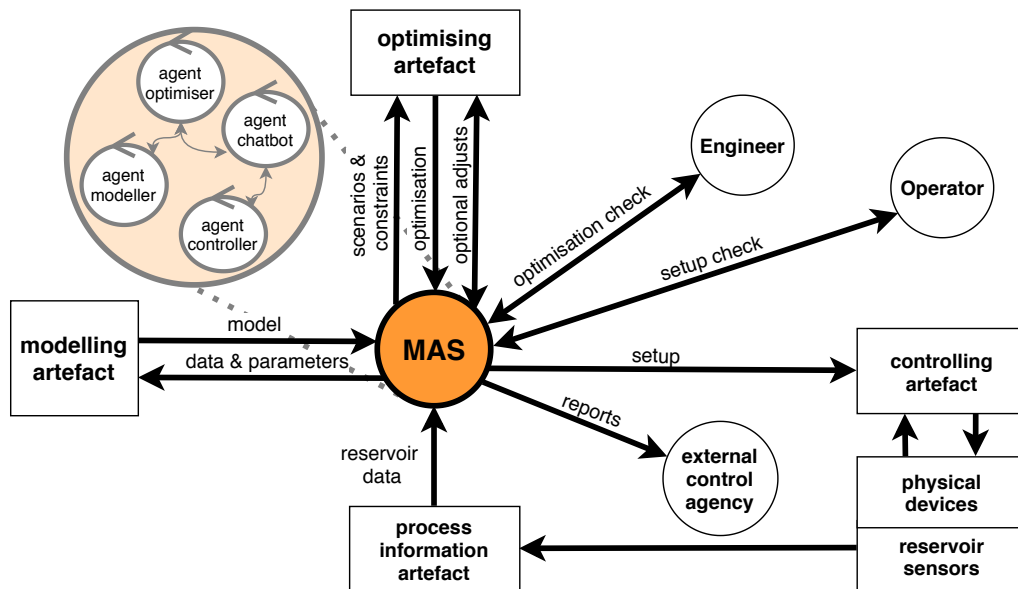 optimising
artefact
agent
optimiser
agent
chatbot
agent
modeller
agent
controller
scenarios &
constraints
optimisation
optional adjusts
Engineer
Operator
optimisation check
setup check
modelling
artefact
model
data & parameters
MAS
setup
controlling
artefact
reports
reservoir
data
external
control
agency
physical
devices
process
information
artefact
reservoir
sensors